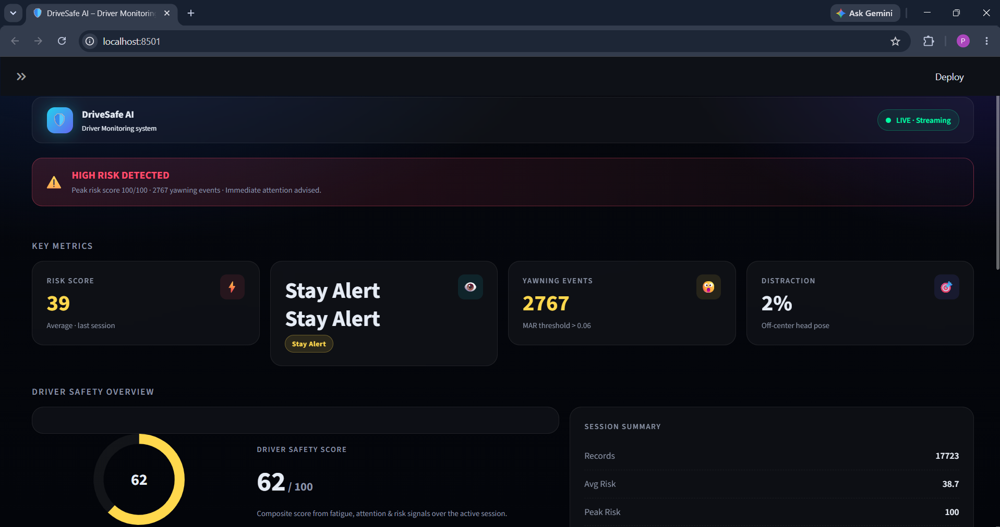 DriveSafe AI – Driver Monitorin
Ask Gemini
localhost:8501
P
Deploy
DriveSafe AI
Driver Monitoring system
LIVE · Streaming
HIGH RISK DETECTED
Peak risk score 100/100 · 2767 yawning events · Immediate attention advised.
KEY METRICS
RISK SCORE
39
Average · last session
Stay Alert
Stay Alert
Stay Alert
YAWNING EVENTS
2767
MAR threshold > 0.06
DISTRACTION
2%
Off-center head pose
DRIVER SAFETY OVERVIEW
62
DRIVER SAFETY SCORE
62 / 100
Composite score from fatigue, attention & risk signals over the active session.
SESSION SUMMARY
Records 17723
Avg Risk 38.7
Peak Risk 100